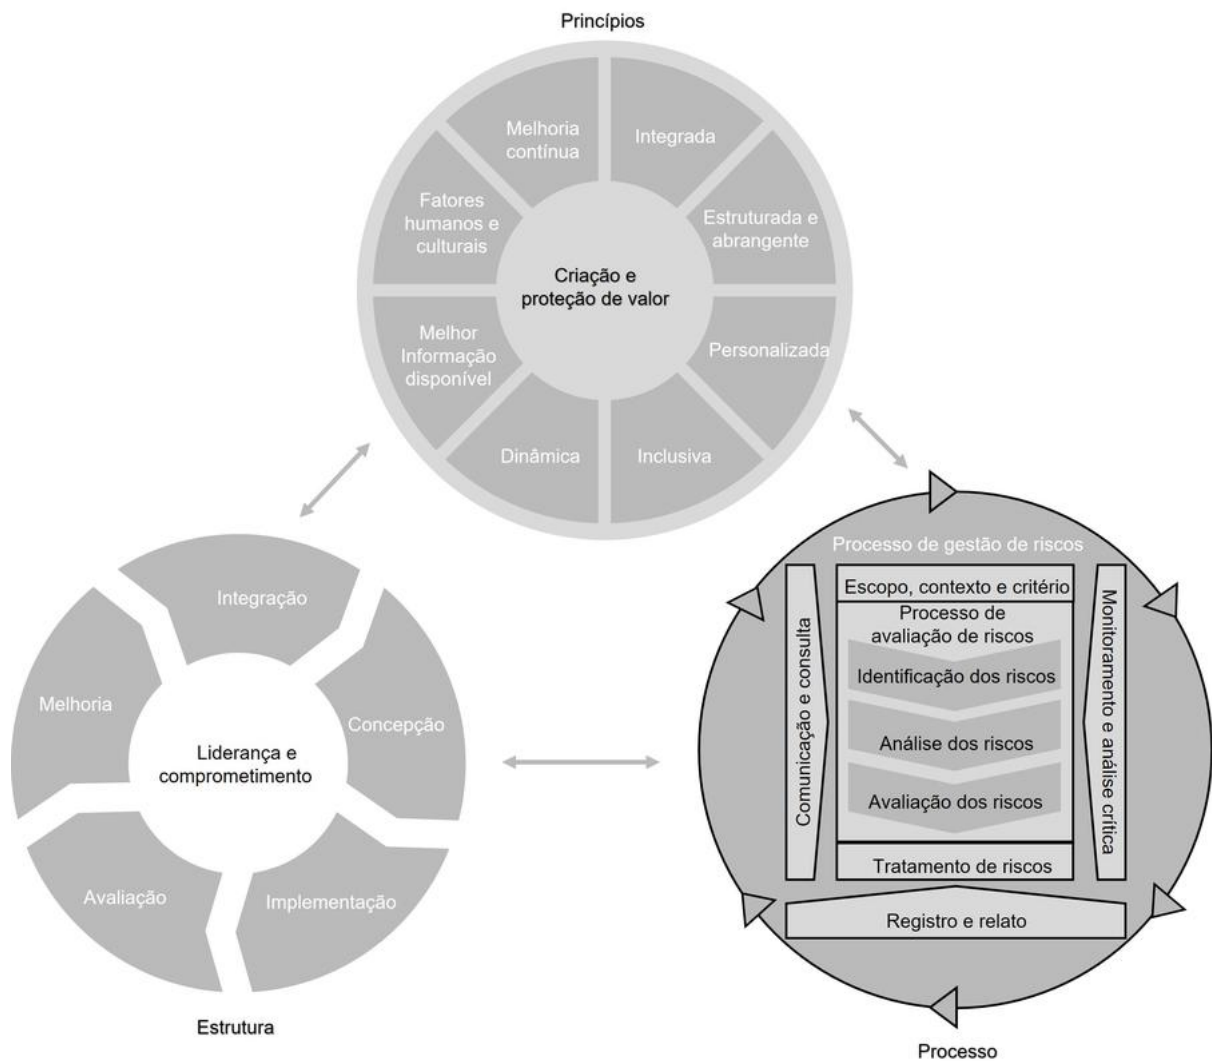 Princípios
Melhoria
contínua
Integrada
Fatores
humanos e
culturais
Estruturada e
abrangente
Criação e
proteção de valor
Melhor
Informação
disponível
Personalizada
Dinâmica
Inclusiva
Integração
Melhoria
Concepção
Liderança e
comprometimento
Avaliação
Implementação
Estrutura
Processo de gestão de riscos
Escopo, contexto e critério
Processo de
avaliação de riscos
Identificação dos riscos
Análise dos riscos
Avaliação dos riscos
Tratamento de riscos
Comunicação e consulta
Monitoramento e análise crítica
Registro e relato
Processo